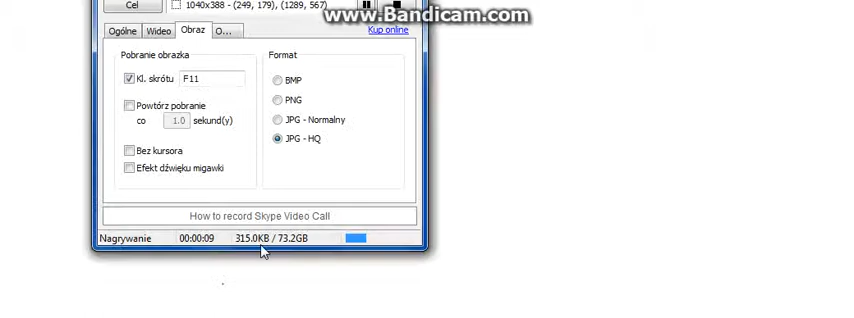 Cel 1040x388 - (249, 179), (1289, 567)
www.Bandicam.com
Ogólne Wideo Obraz O... Kup online
Pobranie obrazka Format
Kl. skrótu F11 BMP
PNG
Powtórz pobranie
co 1.0 sekund(y) JPG - Normalny
JPG - HQ
Bez kursora
Efekt dźwięku migawki
How to record Skype Video Call
Nagrywanie 00:00:09 315.0KB / 73.2GB